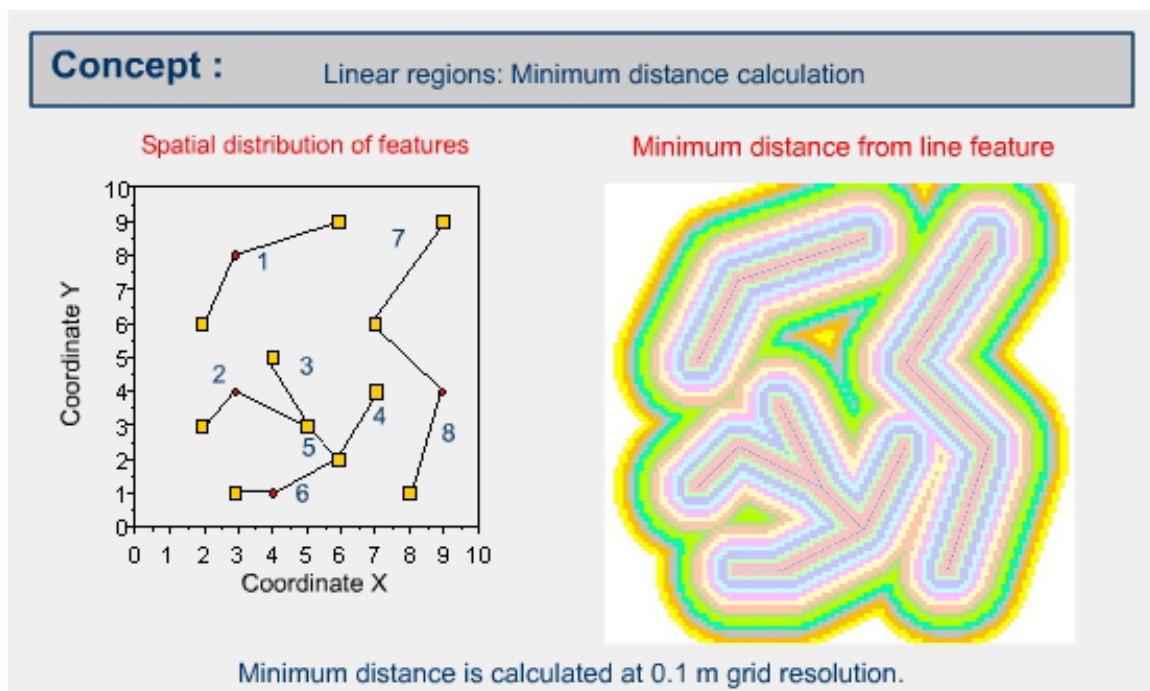 Concept :
Linear regions: Minimum distance calculation
Spatial distribution of features
Minimum distance from line feature
10
9
8
7
6
5
4
3
2
1
0
Coordinate Y
1
7
2
3
4
5
8
6
0 1 2 3 4 5 6 7 8 9 10
Coordinate X
Minimum distance is calculated at 0.1 m grid resolution.